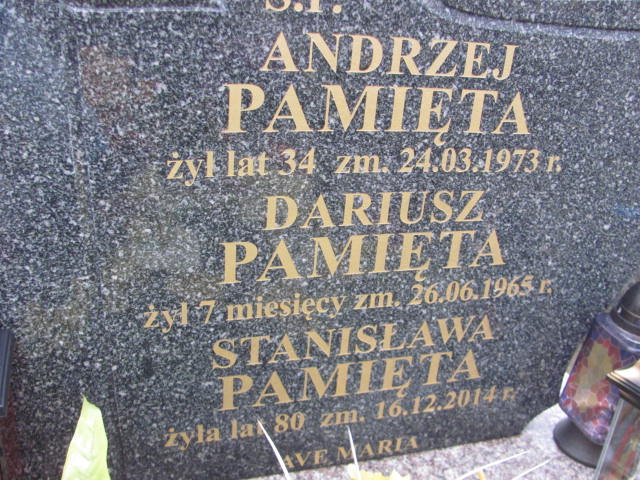 Ś.P.
ANDRZEJ
PAMIĘTA
żył lat 34 zm. 24.03.1973 r.
DARIUSZ
PAMIĘTA
żył 7 miesięcy zm. 26.06.1965 r.
STANISŁAWA
PAMIĘTA
żyła lat 80 zm. 16.12.2014 r.
AVE MARIA